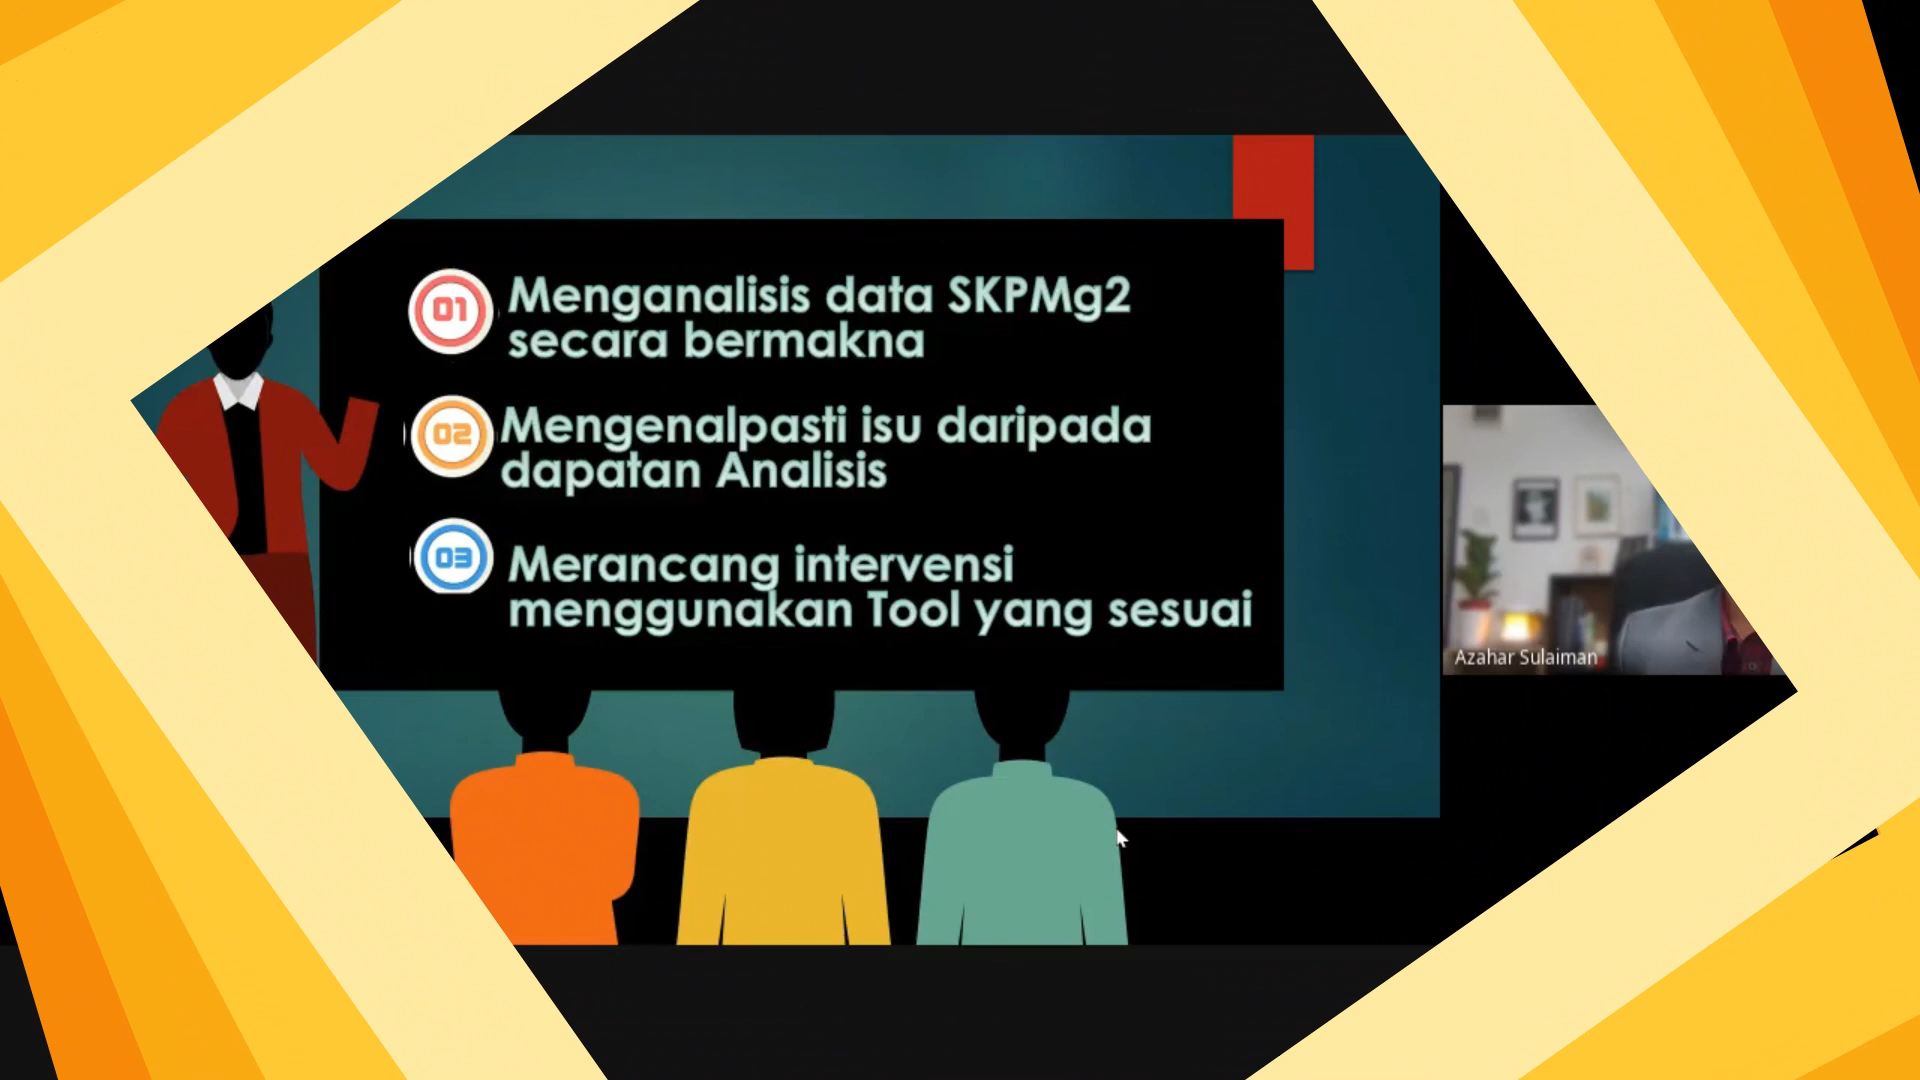 01
Menganalisis data SKPMg2
secara bermakna
02
Mengenalpasti isu daripada
dapatan Analisis
03
Merancang intervensi
menggunakan Tool yang sesuai
Azahar Sulaiman